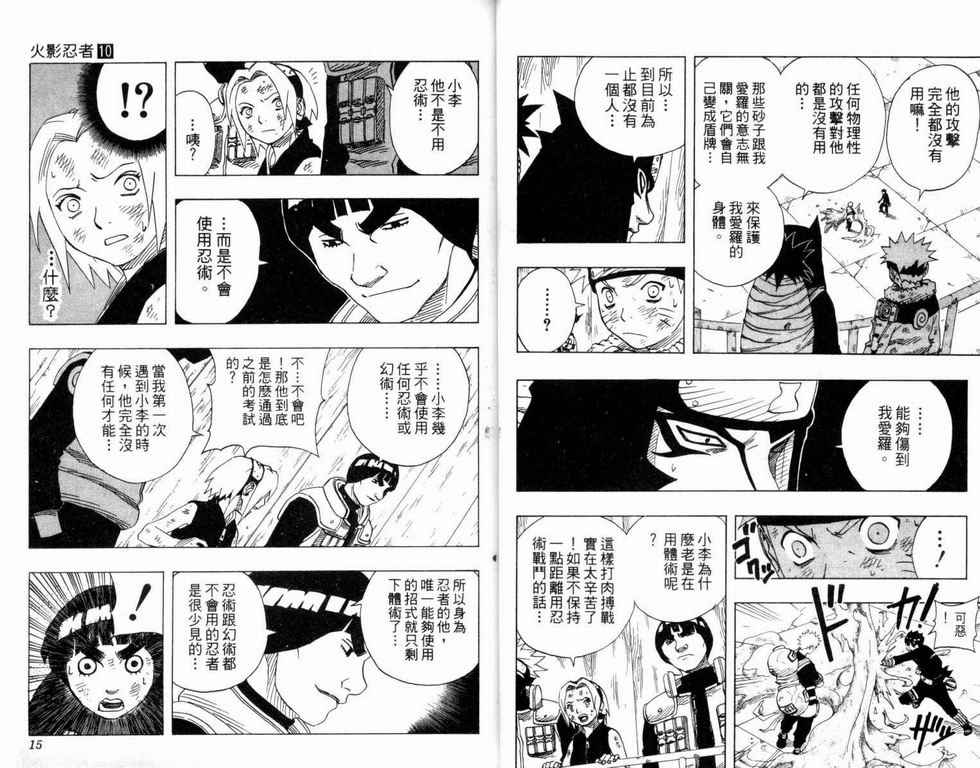 他的攻擊
完全都沒有
用嘛！
任何物理性
的攻擊對他
都是沒有用
的…
那些砂子跟我
愛羅的意志無
關，它們會自
己變成盾牌…
來保護
我愛羅的
身體。
所以…
到目前為
止都沒有
一個人…
…？
能夠傷到
我愛羅。
…！
ゴクッ
可惡
！
ドガッ
ガッ
小李為什
麼老是在
用體術呢
？
這樣打肉搏戰
實在太辛苦了
！如果不保持
一點距離用忍
術戰鬥的話…
火影忍者10
小李
他不是不用
忍術…
…咦？
…而是不會
使用忍術。
!?
…什麼？
……小李幾
乎不會使用
任何忍術或
幻術……
不…不會吧
！那他到底
是怎麼通過
之前的考試
的？
當我第一次
遇到小李的時
候，他完全沒
有任何才能…
所以身為
忍者的他，
唯一能夠使用
的招式就只剩
下體術了…
忍術跟幻術都
不會用的忍者
是很少見的…
！
15